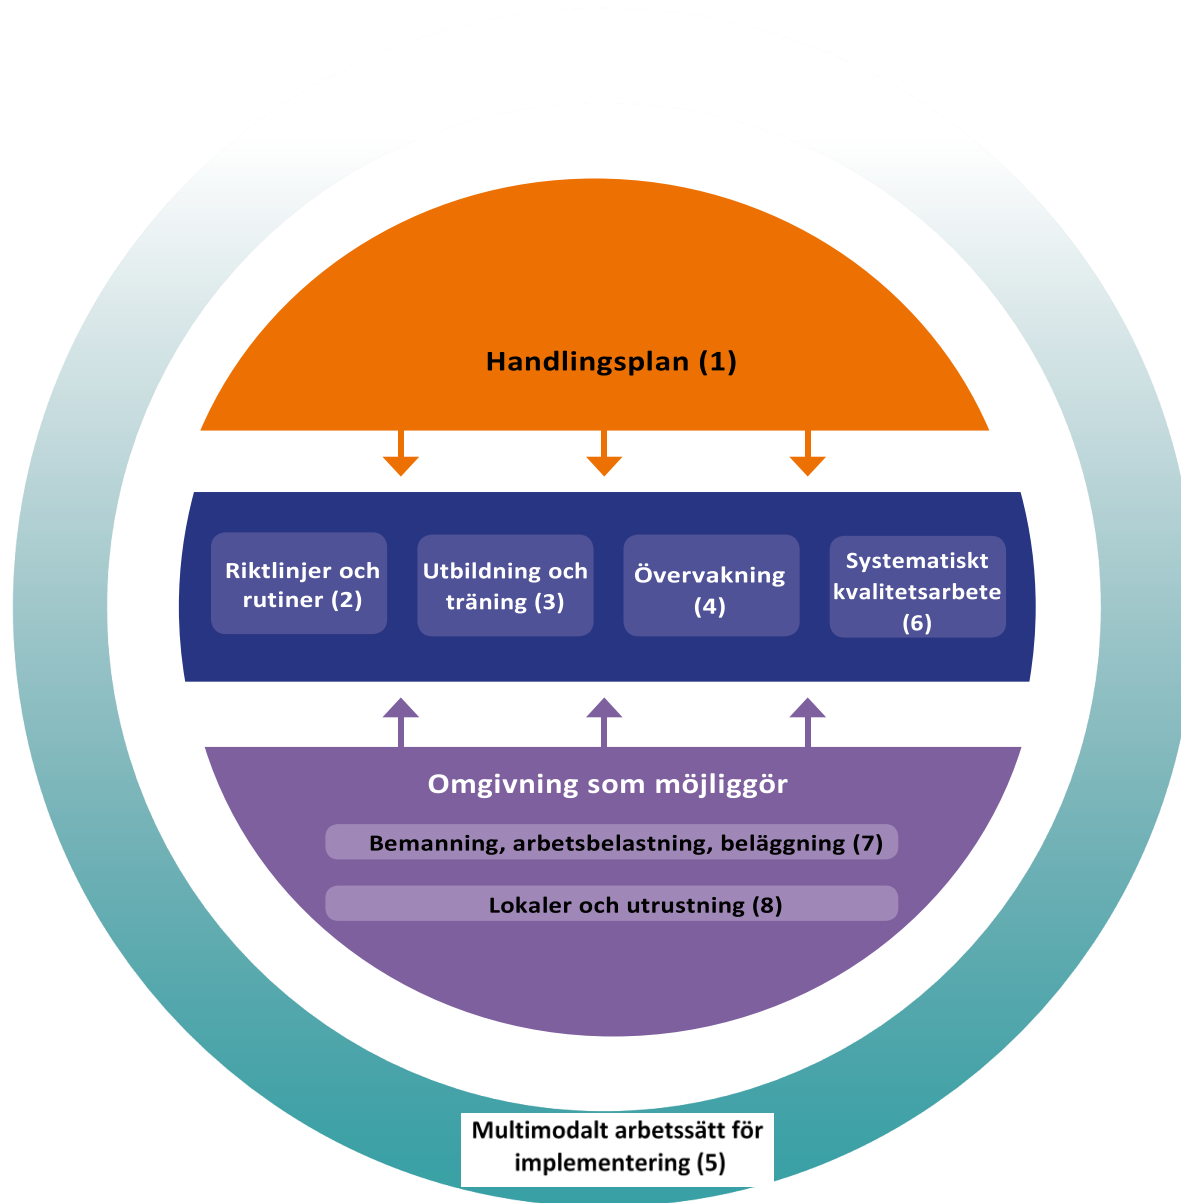 Handlingsplan (1)
Riktlinjer och
rutiner (2)
Utbildning och
träning (3)
Övervakning
(4)
Systematiskt
kvalitetsarbete
(6)
Omgivning som möjliggör
Bemanning, arbetsbelastning, beläggning (7)
Lokaler och utrustning (8)
Multimodalt arbetssätt för
implementering (5)